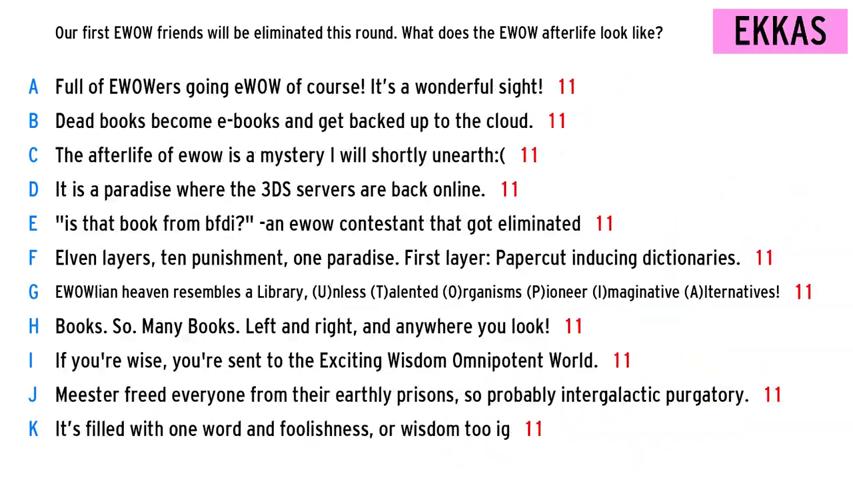 Our first EWOW friends will be eliminated this round. What does the EWOW afterlife look like?
EKKAS
A Full of EWOWers going eWOW of course! It’s a wonderful sight! 11
B Dead books become e-books and get backed up to the cloud. 11
C The afterlife of ewow is a mystery I will shortly unearth:( 11
D It is a paradise where the 3DS servers are back online. 11
E "is that book from bfdi?" -an ewow contestant that got eliminated 11
F Elven layers, ten punishment, one paradise. First layer: Papercut inducing dictionaries. 11
G EWOWlian heaven resembles a Library, (U)nless (T)alented (O)rganisms (P)ioneer (I)maginative (A)lternatives! 11
H Books. So. Many Books. Left and right, and anywhere you look! 11
I If you're wise, you're sent to the Exciting Wisdom Omnipotent World. 11
J Meester freed everyone from their earthly prisons, so probably intergalactic purgatory. 11
K It’s filled with one word and foolishness, or wisdom too ig 11